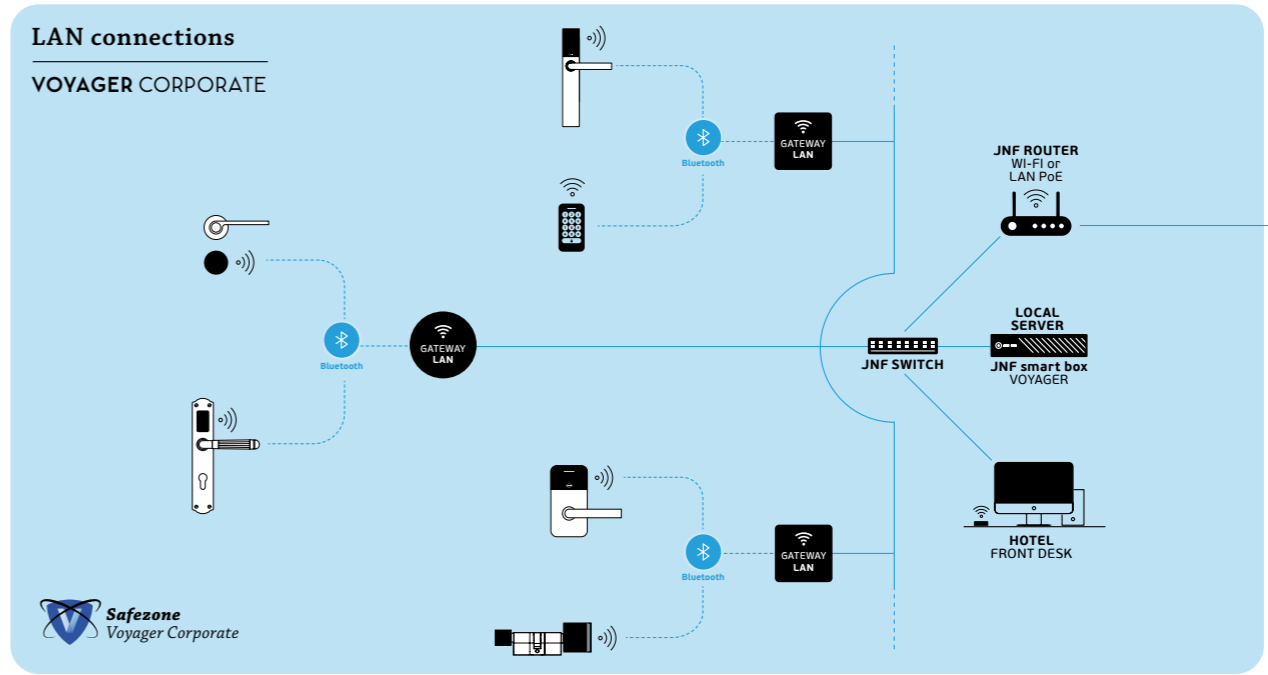 LAN connections
VOYAGER CORPORATE
Bluetooth
GATEWAY
LAN
JNF ROUTER
WI-FI or
LAN PoE
Bluetooth
GATEWAY
LAN
JNF SWITCH
LOCAL
SERVER
JNF smart box
VOYAGER
Bluetooth
GATEWAY
LAN
HOTEL
FRONT DESK
V
Safezone
Voyager Corporate